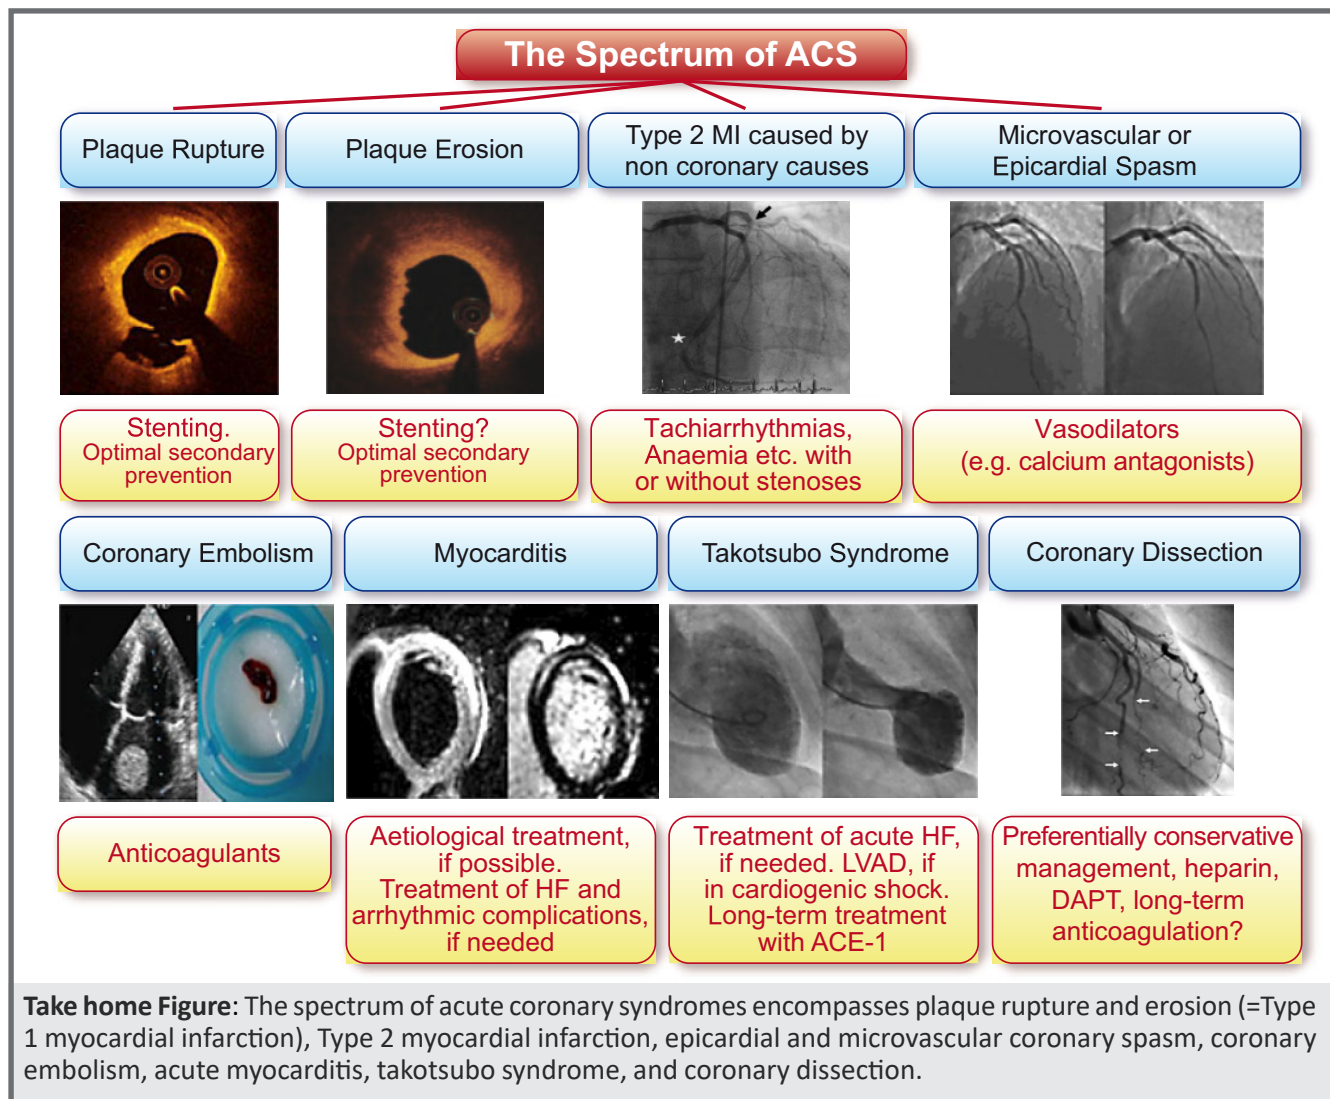 The Spectrum of ACS
Plaque Rupture
Plaque Erosion
Type 2 MI caused by
non coronary causes
Microvascular or
Epicardial Spasm
Stenting.
Optimal secondary
prevention
Stenting?
Optimal secondary
prevention
Tachiarrhythmias,
Anaemia etc. with
or without stenoses
Vasodilators
(e.g. calcium antagonists)
Coronary Embolism
Myocarditis
Takotsubo Syndrome
Coronary Dissection
Anticoagulants
Aetiological treatment,
if possible.
Treatment of HF and
arrhythmic complications,
if needed
Treatment of acute HF,
if needed. LVAD, if
in cardiogenic shock.
Long-term treatment
with ACE-1
Preferentially conservative
management, heparin,
DAPT, long-term
anticoagulation?
Take home Figure: The spectrum of acute coronary syndromes encompasses plaque rupture and erosion (=Type
1 myocardial infarction), Type 2 myocardial infarction, epicardial and microvascular coronary spasm, coronary
embolism, acute myocarditis, takotsubo syndrome, and coronary dissection.